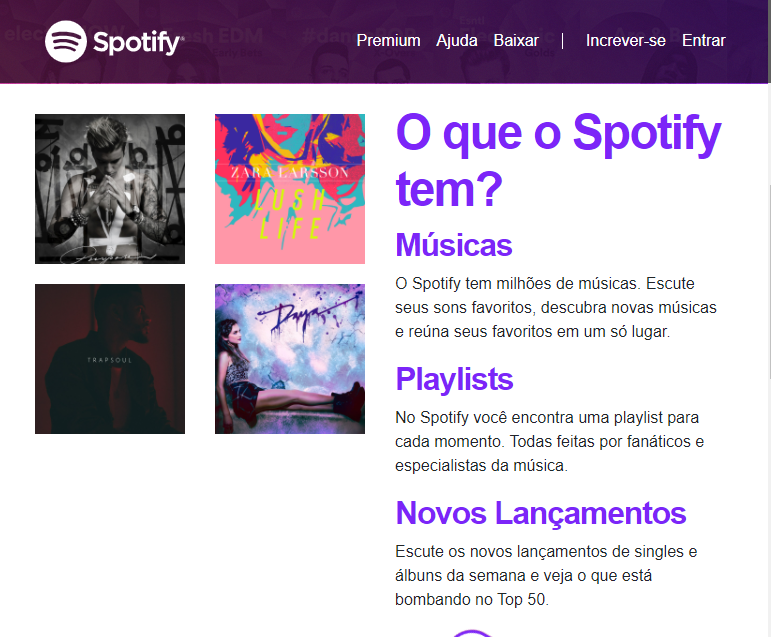 Spotify
Premium Ajuda Baixar | Increver-se Entrar
ZARA LARSSON
LUSH
LIFE
TRAPSOUL
Daya
O que o Spotify
tem?
Músicas
O Spotify tem milhões de músicas. Escute
seus sons favoritos, descubra novas músicas
e reúna seus favoritos em um só lugar.
Playlists
No Spotify você encontra uma playlist para
cada momento. Todas feitas por fanáticos e
especialistas da música.
Novos Lançamentos
Escute os novos lançamentos de singles e
álbuns da semana e veja o que está
bombando no Top 50.